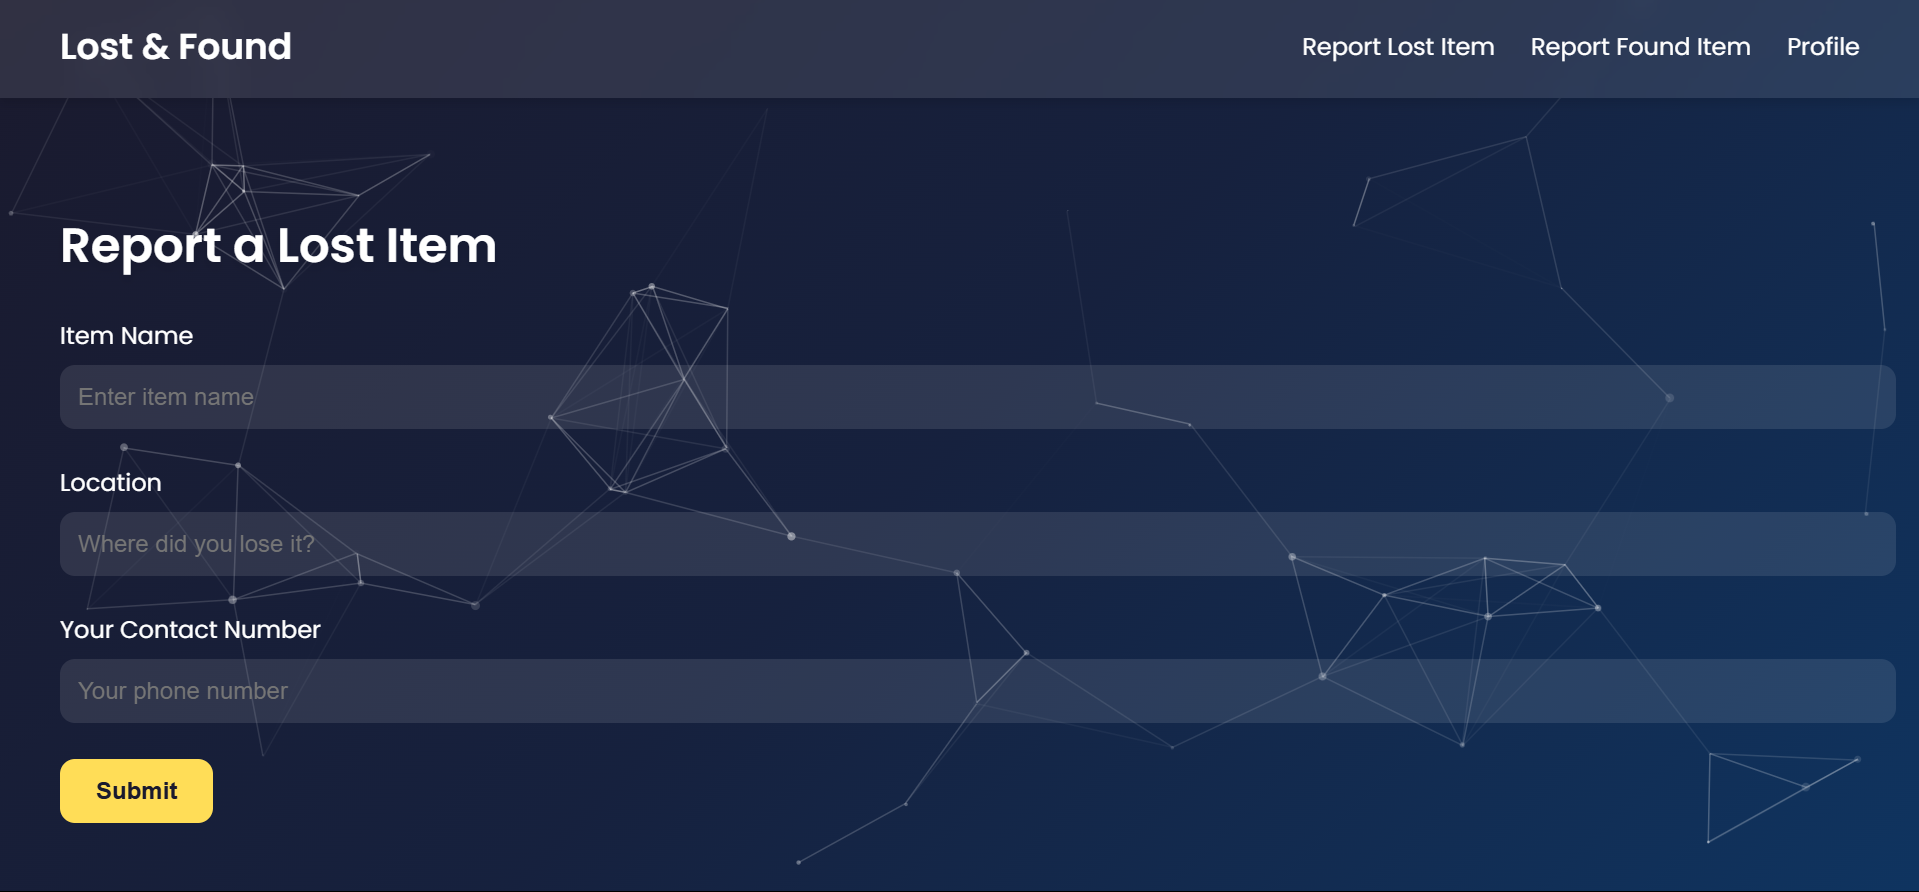 Lost & Found
Report Lost Item
Report Found Item
Profile
Report a Lost Item
Item Name
Enter item name
Location
Where did you lose it?
Your Contact Number
Your phone number
Submit